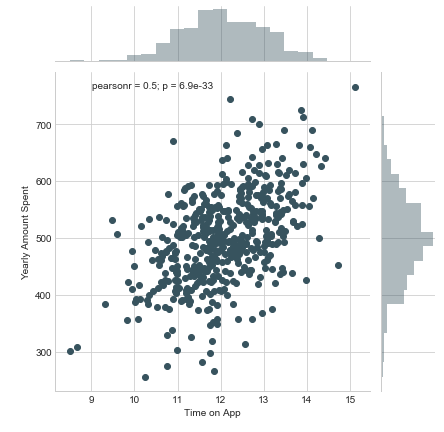 pearsonr = 0.5; p = 6.9e-33
700
600
500
400
300
Yearly Amount Spent
9 10 11 12 13 14 15
Time on App